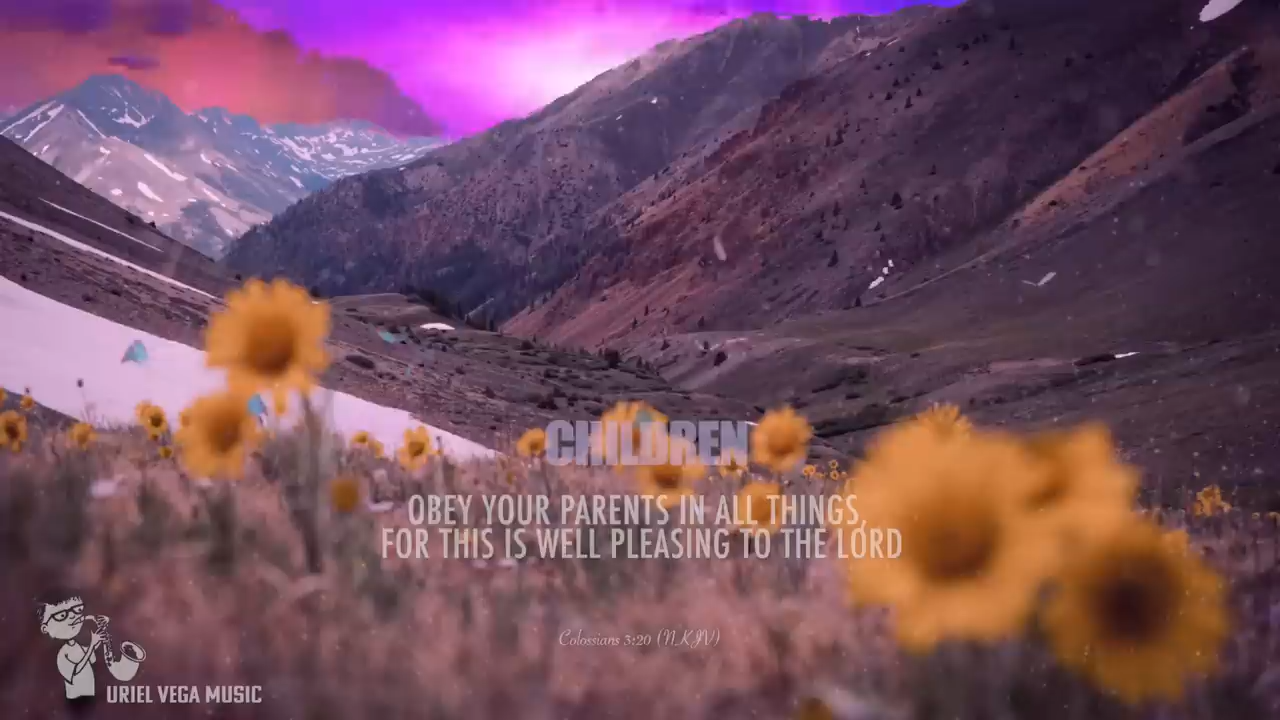 CHILDREN
OBEY YOUR PARENTS IN ALL THINGS,
FOR THIS IS WELL PLEASING TO THE LORD
Colossians 3:20 (NKJV)
URIEL VEGA MUSIC